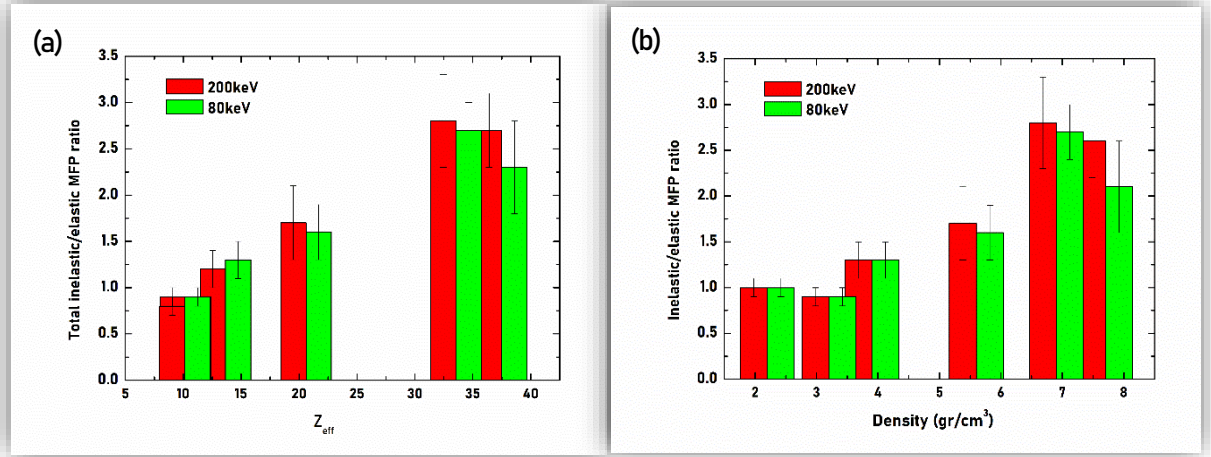 (a)
3.5
3.0
2.5
2.0
1.5
1.0
0.5
0.0
Total inelastic/elastic MFP ratio
200keV
80keV
5 10 15 20 25 30 35 40
Zeff
(b)
3.5
3.0
2.5
2.0
1.5
1.0
0.5
0.0
Inelastic/elastic MFP ratio
200keV
80keV
2 3 4 5 6 7 8
Density (gr/cm³)